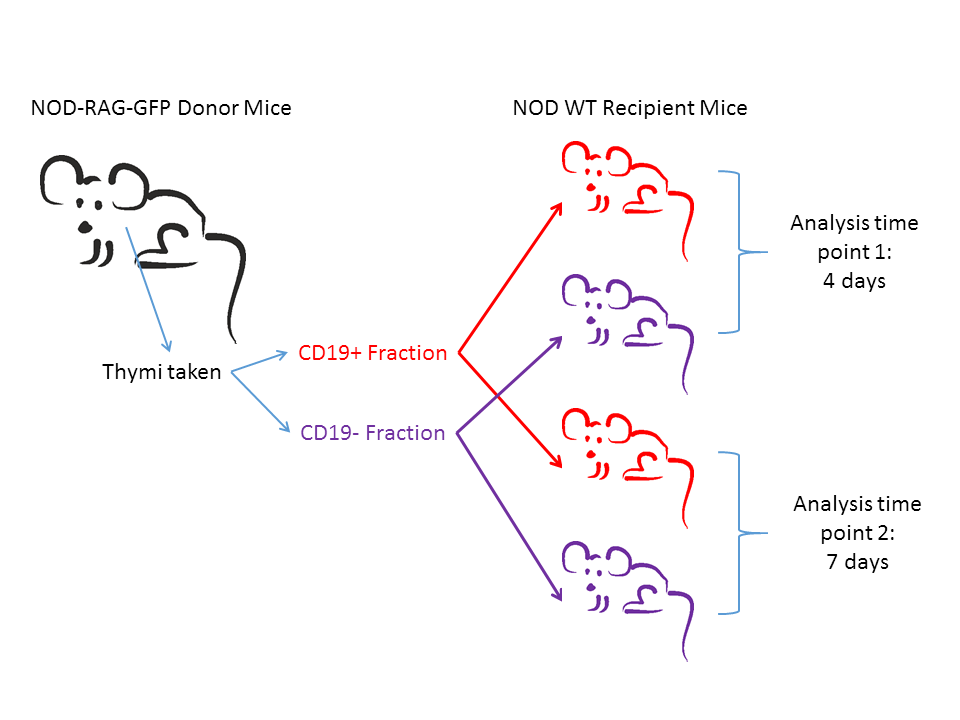 NOD-RAG-GFP Donor Mice
NOD WT Recipient Mice
Analysis time
point 1:
4 days
CD19+ Fraction
Thymi taken
CD19- Fraction
Analysis time
point 2:
7 days